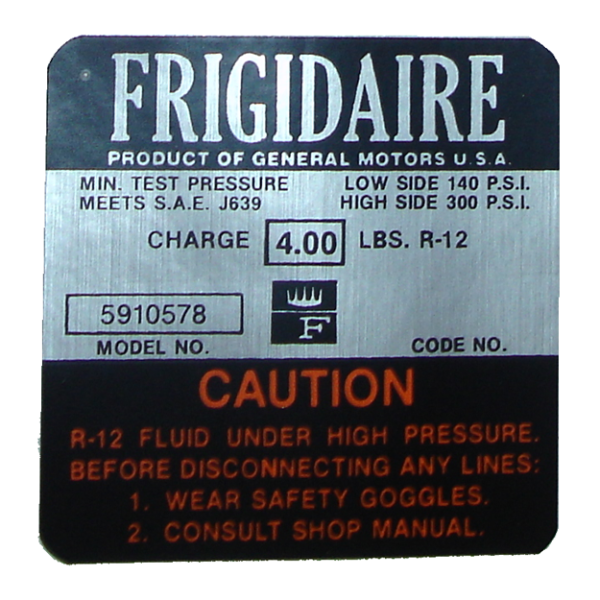 FRIGIDAIRE
PRODUCT OF GENERAL MOTORS U.S.A.
MIN. TEST PRESSURE LOW SIDE 140 P.S.I.
MEETS S.A.E. J639 HIGH SIDE 300 P.S.I.
CHARGE 4.00 LBS. R-12
5910578
F
MODEL NO. CODE NO.
CAUTION
R-12 FLUID UNDER HIGH PRESSURE.
BEFORE DISCONNECTING ANY LINES:
1. WEAR SAFETY GOGGLES.
2. CONSULT SHOP MANUAL.